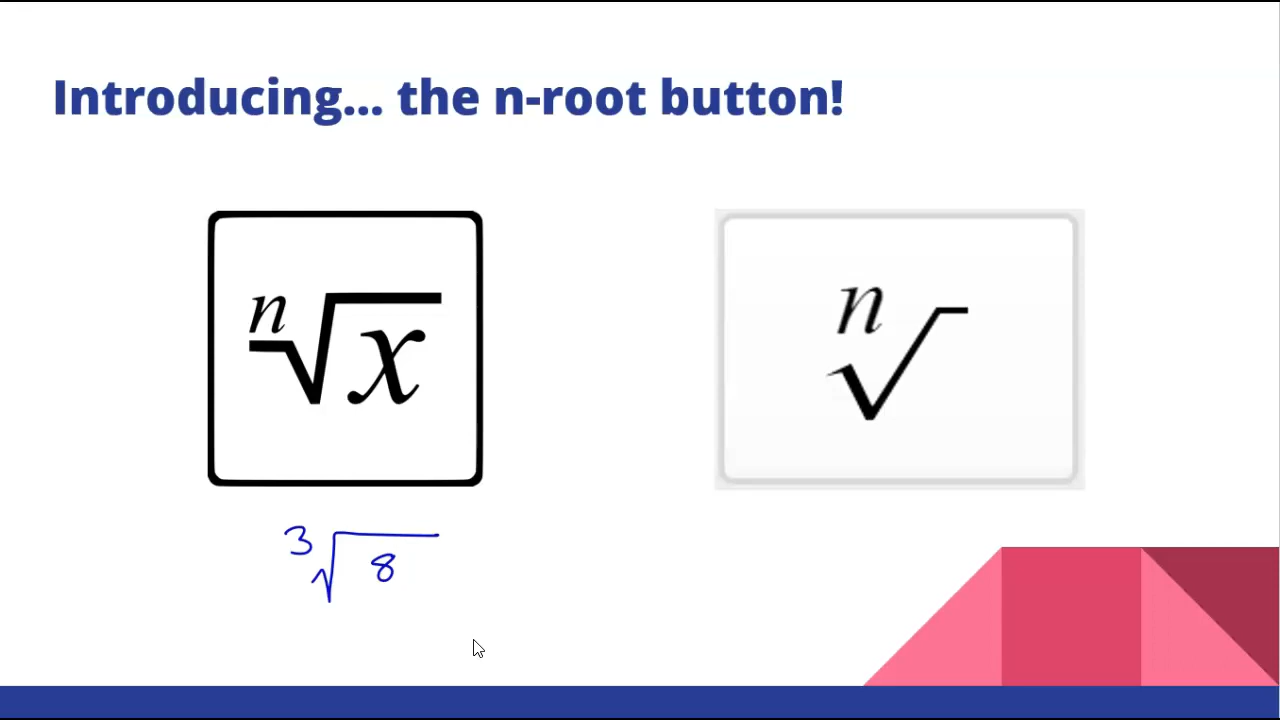 Introducing... the n-root button!
ⁿ√x
ⁿ√
³√8